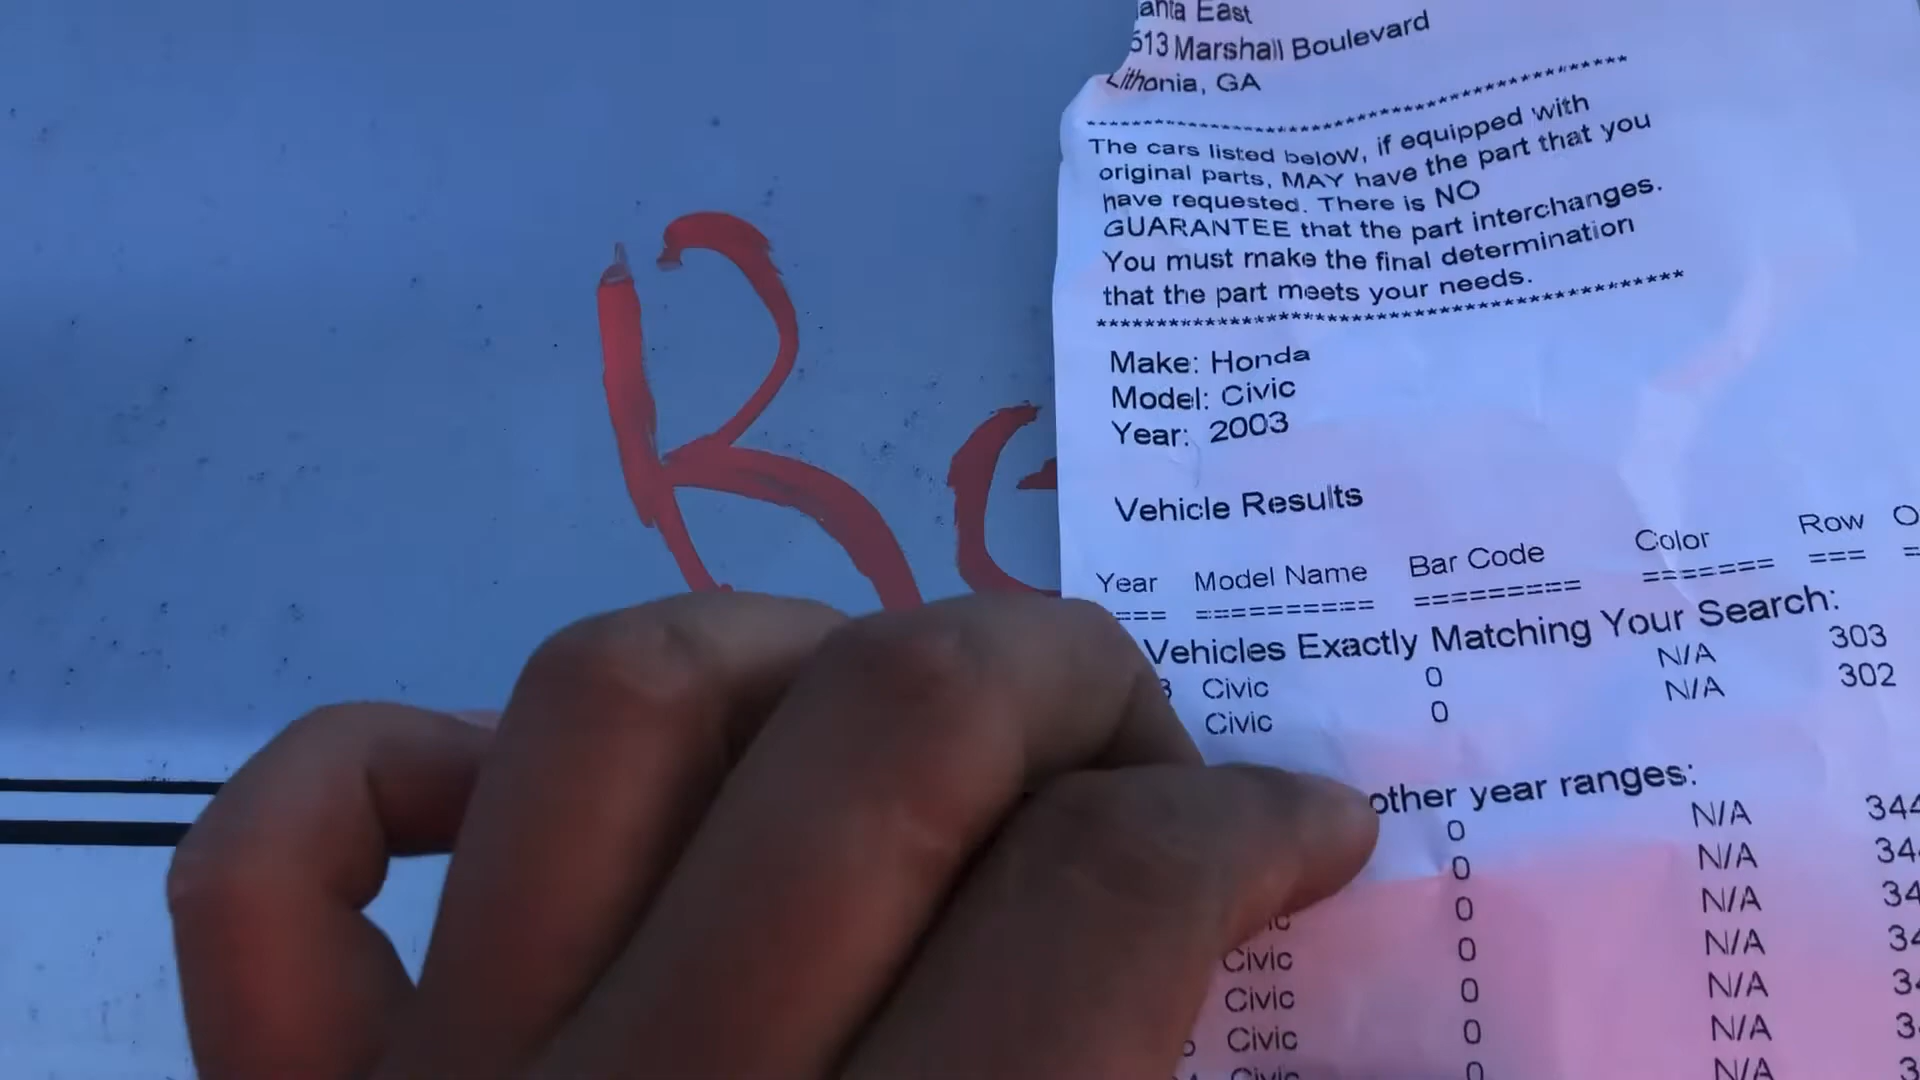 East
513 Marshall Boulevard
Lithonia, GA
****************************************
The cars listed below, if equipped with
original parts, MAY have the part that you
have requested. There is NO
GUARANTEE that the part interchanges.
You must make the final determination
that the part meets your needs.
****************************************
Make: Honda
Model: Civic
Year: 2003
Vehicle Results
Year Model Name Bar Code Color Row
==== ========== ========= ======= ===
Vehicles Exactly Matching Your Search:
Civic 0 N/A 303
Civic 0 N/A 302
other year ranges:
0 N/A
0 N/A
0 N/A
Civic 0 N/A
Civic 0 N/A
Civic 0 N/A
Civic 0 N/A
R